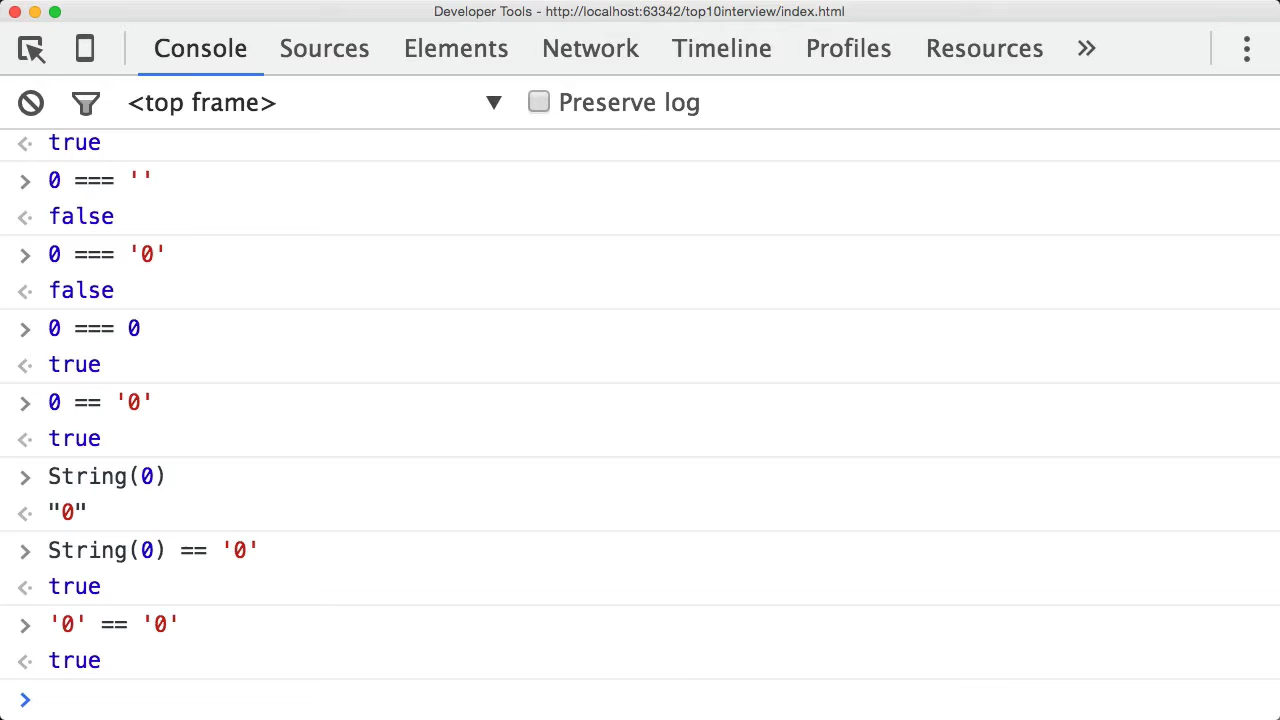 Developer Tools - http://localhost:63342/top10interview/index.html
Console Sources Elements Network Timeline Profiles Resources »
<top frame> ▼ Preserve log
true
> 0 === ''
false
> 0 === '0'
false
> 0 === 0
true
> 0 == '0'
true
> String(0)
"0"
> String(0) == '0'
true
> '0' == '0'
true
>